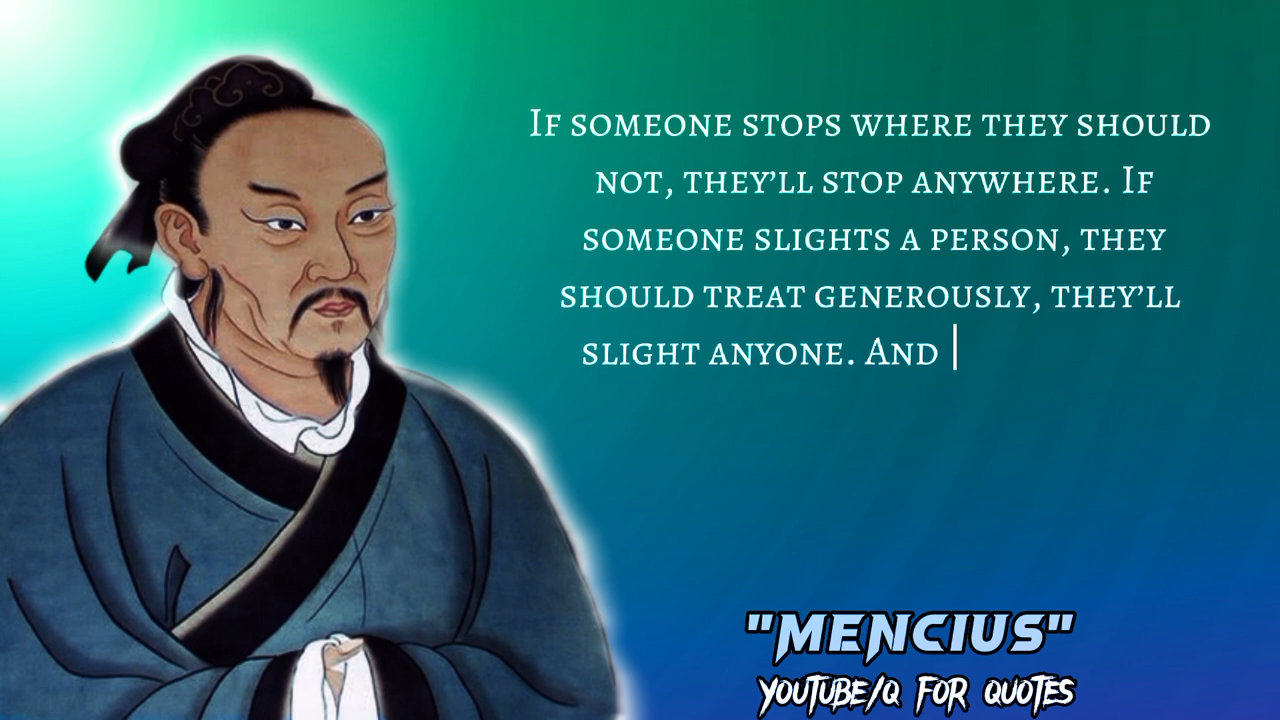 If someone stops where they should
not, they'll stop anywhere. If
someone slights a person, they
should treat generously, they'll
slight anyone. And
"MENCIUS"
YOUTUBE/Q FOR QUOTES